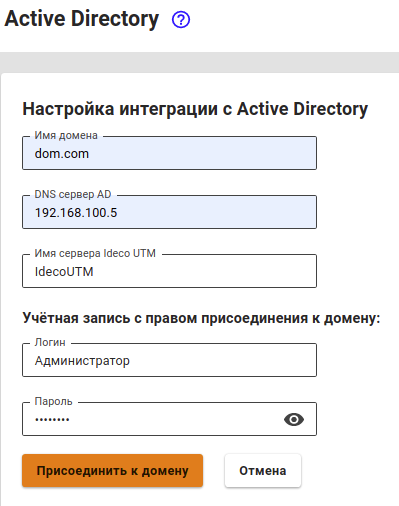 Active Directory
Настройка интеграции с Active Directory
Имя домена
dom.com
DNS сервер AD
192.168.100.5
Имя сервера Ideco UTM
IdecoUTM
Учётная запись с правом присоединения к домену:
Логин
Администратор
Пароль
••••••••
Присоединить к домену Отмена